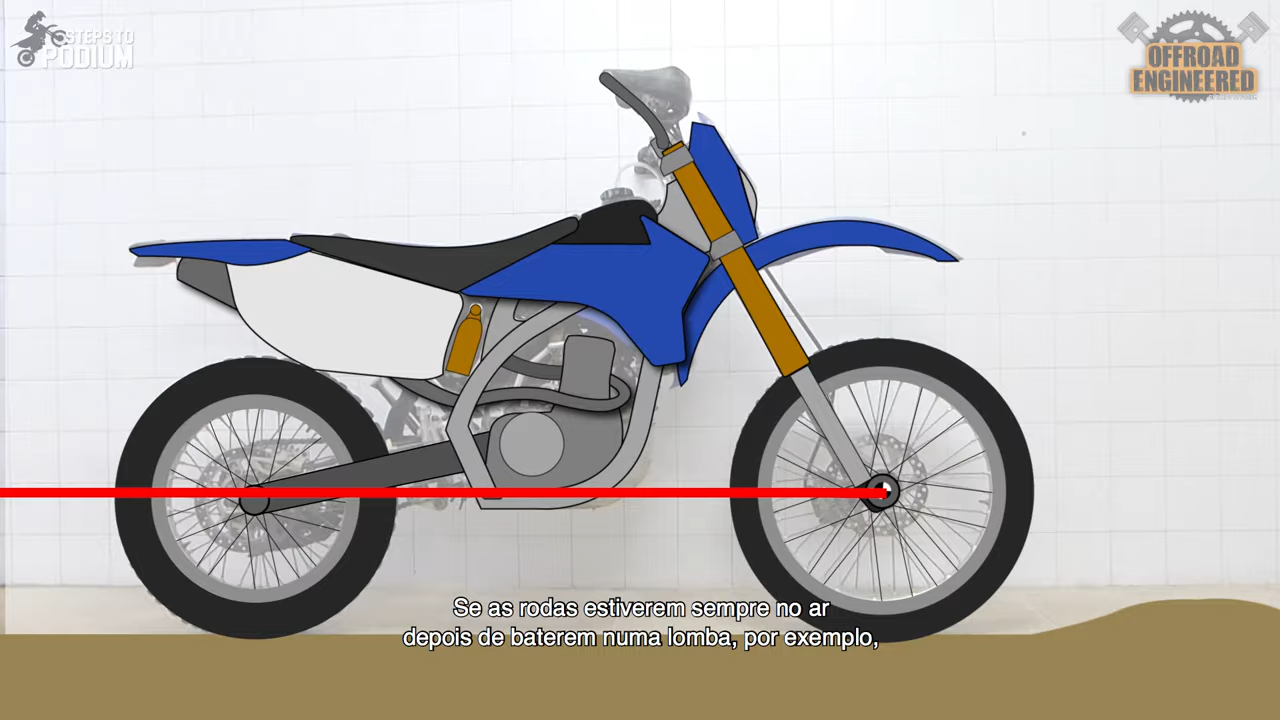 STEPS TO
PODIUM
OFFROAD
ENGINEERED
Se as rodas estiverem sempre no ar
depois de baterem numa lomba, por exemplo,